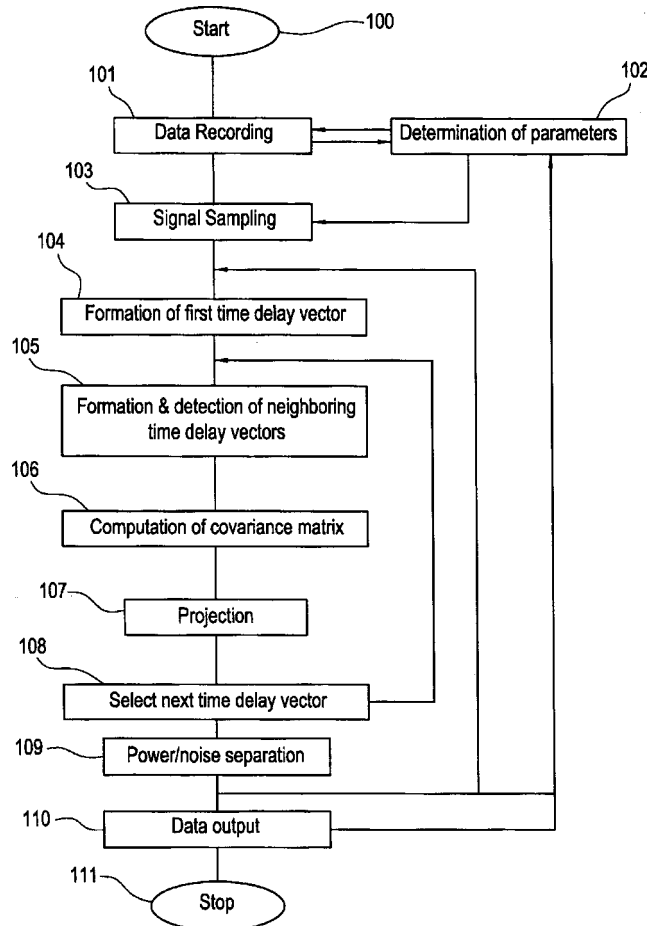 Start
100
101
102
Data Recording
Determination of parameters
103
Signal Sampling
104
Formation of first time delay vector
105
Formation & detection of neighboring
time delay vectors
106
Computation of covariance matrix
107
Projection
108
Select next time delay vector
109
Power/noise separation
110
Data output
111
Stop